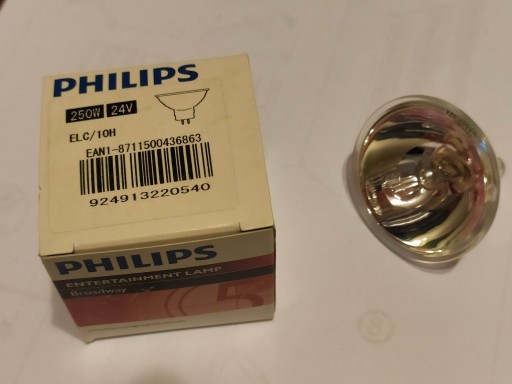 PHILIPS
250W 24V
ELC/10H
EAN1-8711500436863
924913220540
PHILIPS
ENTERTAINMENT LAMP
Broadway